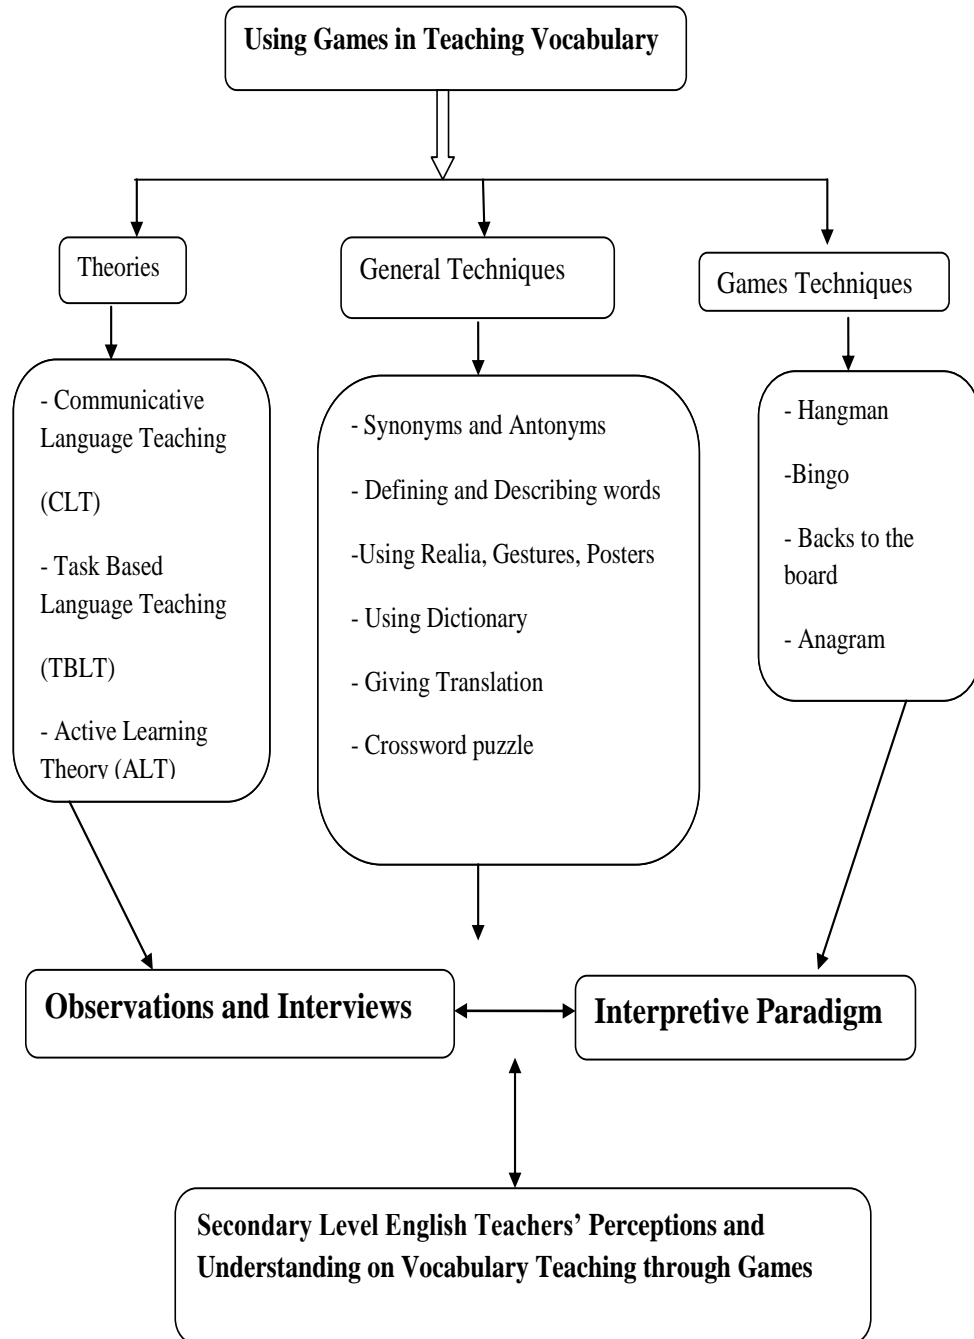 Using Games in Teaching Vocabulary
Theories
General Techniques
Games Techniques
- Communicative
Language Teaching
(CLT)
- Task Based
Language Teaching
(TBLT)
- Active Learning
Theory (ALT)
- Synonyms and Antonyms
- Defining and Describing words
-Using Realia, Gestures, Posters
- Using Dictionary
- Giving Translation
- Crossword puzzle
- Hangman
-Bingo
- Backs to the
board
- Anagram
Observations and Interviews
Interpretive Paradigm
Secondary Level English Teachers’ Perceptions and
Understanding on Vocabulary Teaching through Games